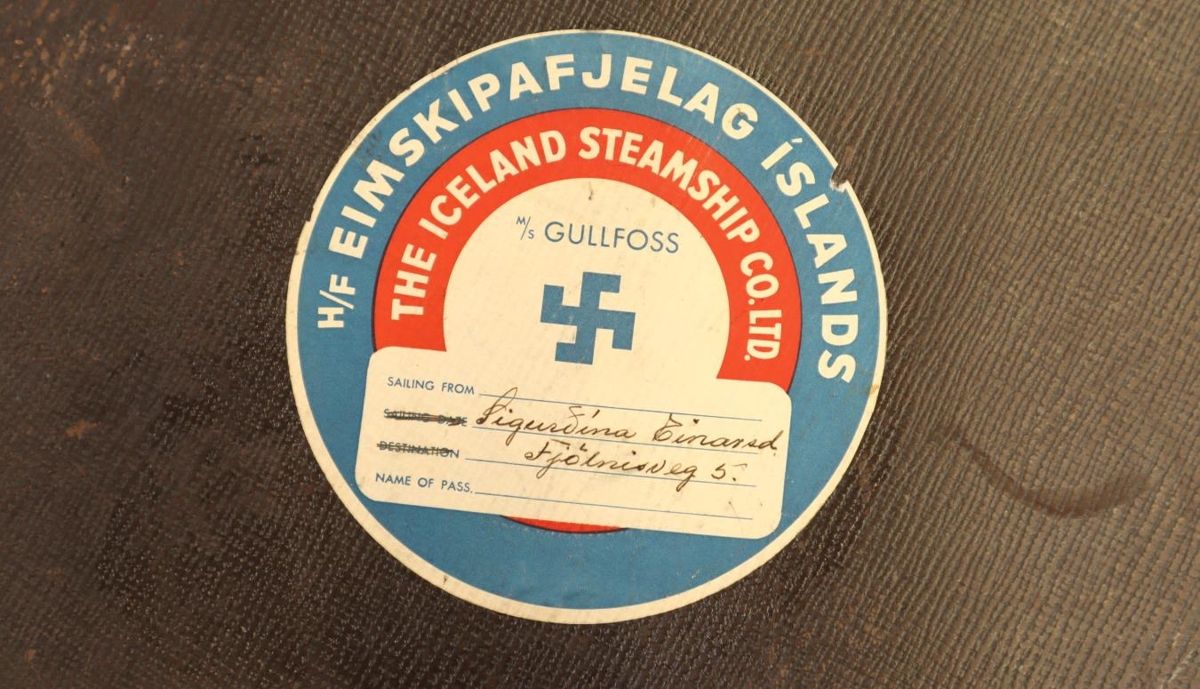 H/F EIMSKIPAFJELAG ÍSLANDS
THE ICELAND STEAMSHIP CO. LTD.
M/S GULLFOSS
SAILING FROM
SAILING DATE Sigurðína Einarsd.
DESTINATION Fjölnisveg 5.
NAME OF PASS.